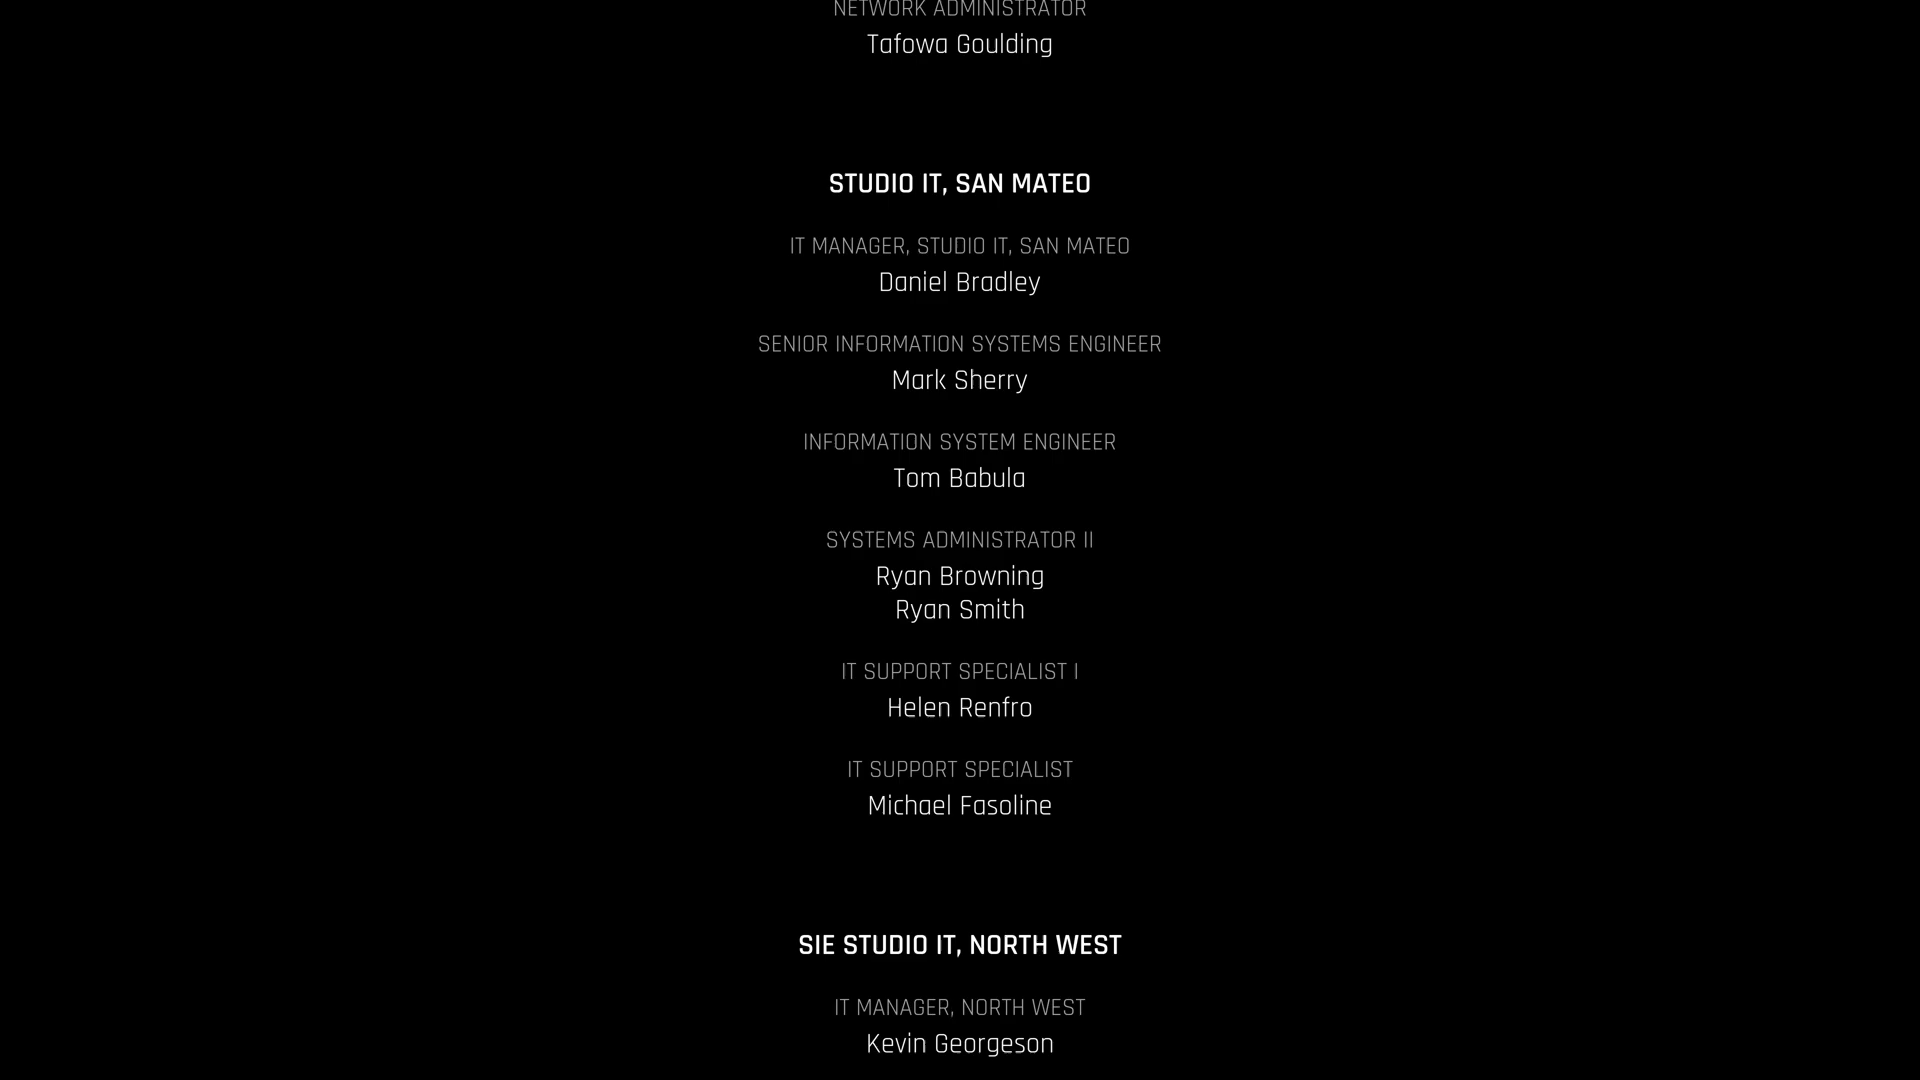 NETWORK ADMINISTRATOR
Tafowa Goulding
STUDIO IT, SAN MATEO
IT MANAGER, STUDIO IT, SAN MATEO
Daniel Bradley
SENIOR INFORMATION SYSTEMS ENGINEER
Mark Sherry
INFORMATION SYSTEM ENGINEER
Tom Babula
SYSTEMS ADMINISTRATOR II
Ryan Browning
Ryan Smith
IT SUPPORT SPECIALIST I
Helen Renfro
IT SUPPORT SPECIALIST
Michael Fasoline
SIE STUDIO IT, NORTH WEST
IT MANAGER, NORTH WEST
Kevin Georgeson